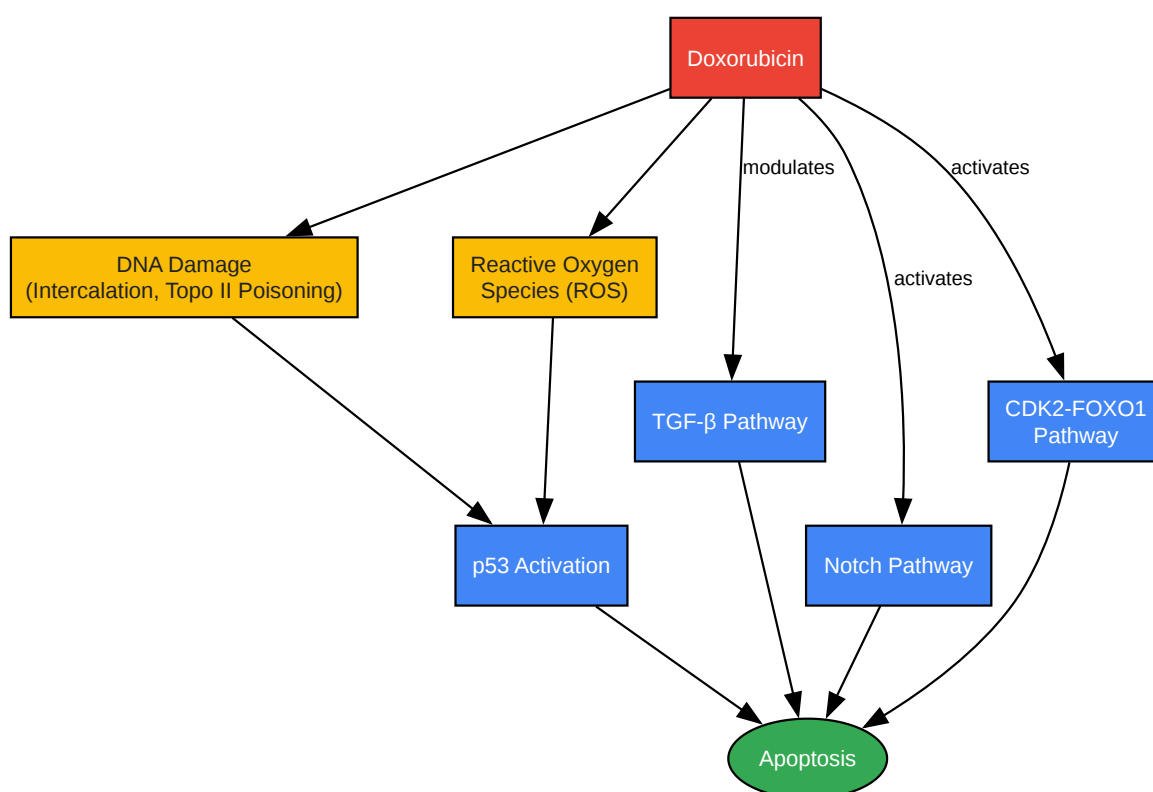 Doxorubicin
modulates
activates
DNA Damage
(Intercalation, Topo II Poisoning)
Reactive Oxygen
Species (ROS)
activates
TGF-β Pathway
CDK2-FOXO1
Pathway
p53 Activation
Notch Pathway
Apoptosis